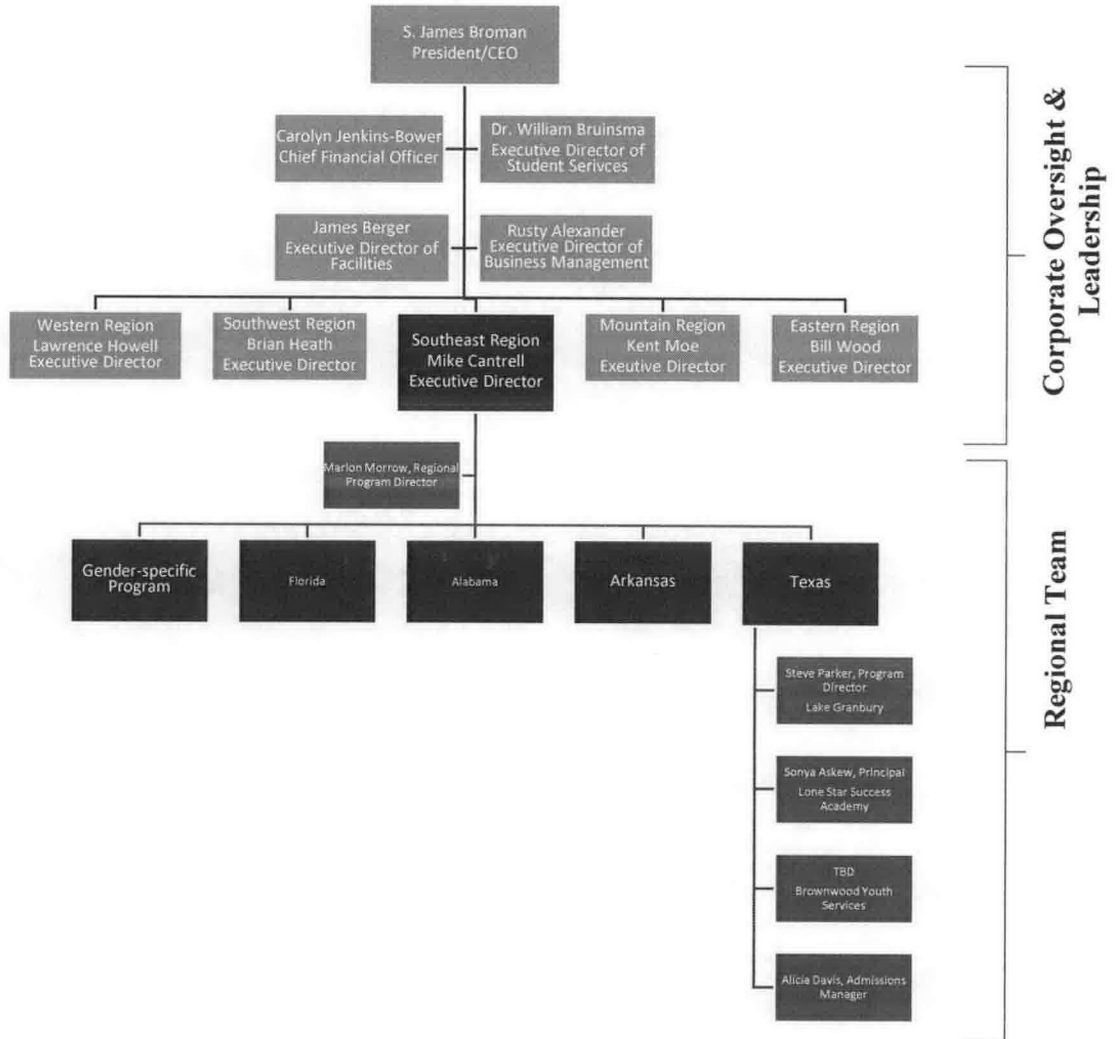 S. James Broman
President/CEO
Carolyn Jenkins-Bower
Chief Financial Officer
Dr. William Bruinsma
Executive Director of
Student Serivces
James Berger
Executive Director of
Facilities
Rusty Alexander
Executive Director of
Business Management
Western Region
Lawrence Howell
Executive Director
Southwest Region
Brian Heath
Executive Director
Southeast Region
Mike Cantrell
Executive Director
Mountain Region
Kent Moe
Exeutive Director
Eastern Region
Bill Wood
Executive Director
Corporate Oversight &
Leadership
Marlon Morrow, Regional
Program Director
Gender-specific
Program
Florida
Alabama
Arkansas
Texas
Steve Parker, Program
Director
Lake Granbury
Sonya Askew, Principal
Lone Star Success
Academy
TBD
Brownwood Youth
Services
Alicia Davis, Admissions
Manager
Regional Team